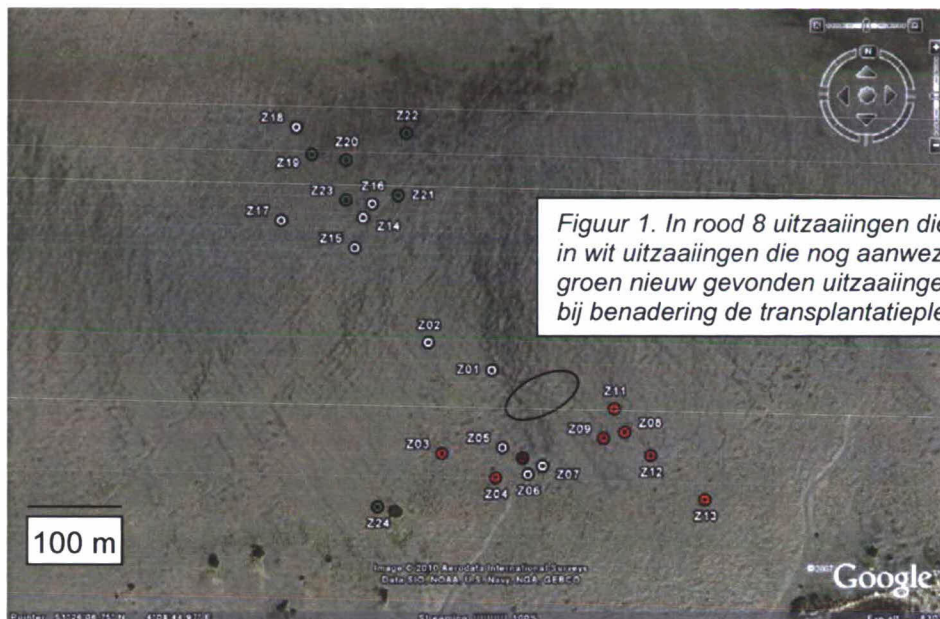 N
Z18
Z22
Z20
Z19
Z23
Z16
Z21
Z17
Z14
Z15
Figuur 1. In rood 8 uitzaaiingen die
in wit uitzaaiingen die nog aanwez
groen nieuw gevonden uitzaaiinge
bij benadering de transplantatieple
Z02
Z01
Z11
Z09
Z08
Z03
Z05
Z12
Z04
Z06
Z07
Z13
Z24
100 m
Image © 2010 Aerodata International Surveys
Data SIO, NOAA, U.S. Navy, NGA, GEBCO
©2007 Google